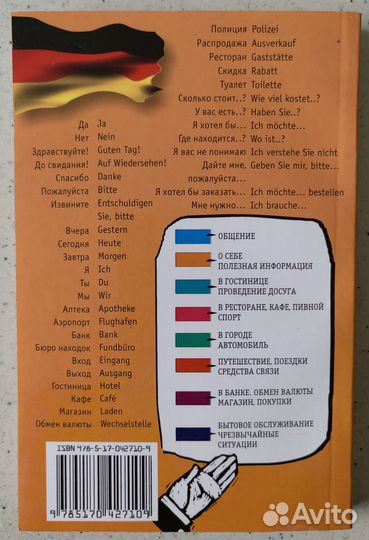 Полиция Polizei
Распродажа Ausverkauf
Ресторан Gaststätte
Скидка Rabatt
Туалет Toilette
Сколько стоит..? Wie viel kostet..?
У вас есть..? Haben Sie..?
Я хотел бы... Ich möchte...
Где находится..? Wo ist..?
Я вас не понимаю Ich verstehe Sie nicht
Дайте мне, Geben Sie mir, bitte...
пожалуйста...
Я хотел бы заказать... Ich möchte... bestellen
Мне нужно... Ich brauche...
Да Ja
Нет Nein
Здравствуйте! Guten Tag!
До свидания! Auf Wiedersehen!
Спасибо Danke
Пожалуйста Bitte
Извините Entschuldigen
Sie, bitte
Вчера Gestern
Сегодня Heute
Завтра Morgen
Я Ich
Ты Du
Мы Wir
Аптека Apotheke
Аэропорт Flughafen
Банк Bank
Бюро находок Fundbüro
Вход Eingang
Выход Ausgang
Гостиница Hotel
Кафе Café
Магазин Laden
Обмен валюты Wechselstelle
ОБЩЕНИЕ
О СЕБЕ
ПОЛЕЗНАЯ ИНФОРМАЦИЯ
В ГОСТИНИЦЕ
ПРОВЕДЕНИЕ ДОСУГА
В РЕСТОРАНЕ, КАФЕ, ПИВНОЙ
СПОРТ
В ГОРОДЕ
АВТОМОБИЛЬ
ПУТЕШЕСТВИЕ, ПОЕЗДКИ
СРЕДСТВА СВЯЗИ
В БАНКЕ. ОБМЕН ВАЛЮТЫ
МАГАЗИН, ПОКУПКИ
БЫТОВОЕ ОБСЛУЖИВАНИЕ
ЧРЕЗВЫЧАЙНЫЕ
СИТУАЦИИ
ISBN 978-5-17-042710-9
9 785170 427109
Avito